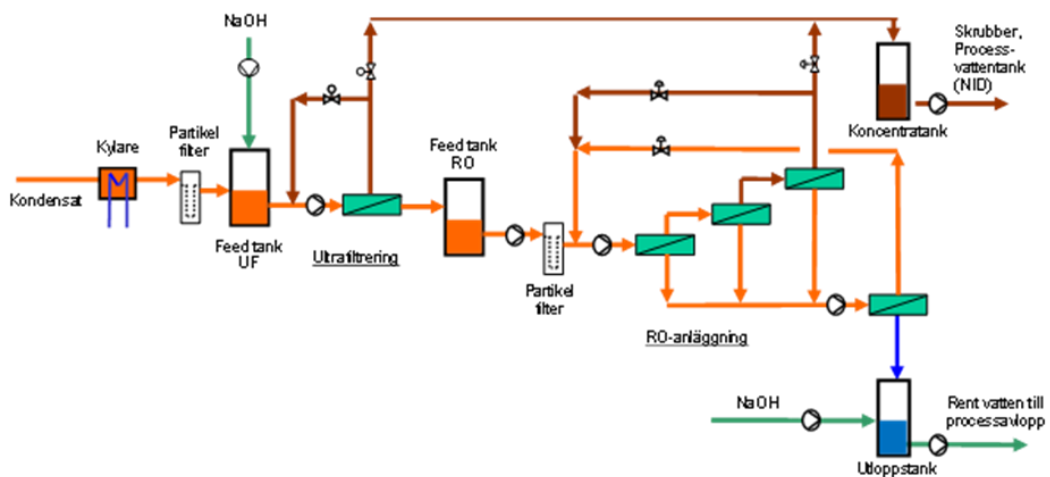 NaOH
Skrubber,
Process-
vattentank
(NID)
Koncentratank
Kylare
Partikel
filter
Feed tank
RO
Kondensat
Feed tank
UF
Ultrafiltrering
Partikel
filter
RO-anläggning
NaOH
Rent vatten till
processavlopp
Utloppstank